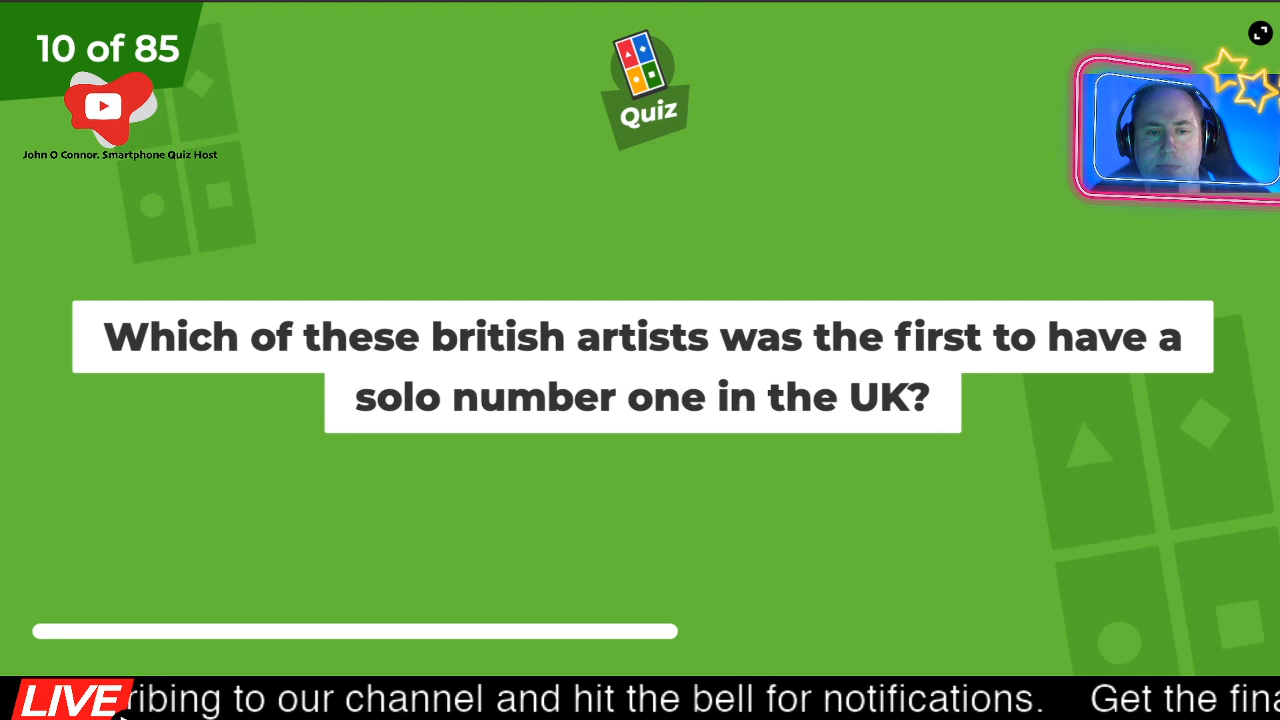 10 of 85
John O Connor. Smartphone Quiz Host
Quiz
Which of these british artists was the first to have a
solo number one in the UK?
LIVE
ribing to our channel and hit the bell for notifications. Get the fina